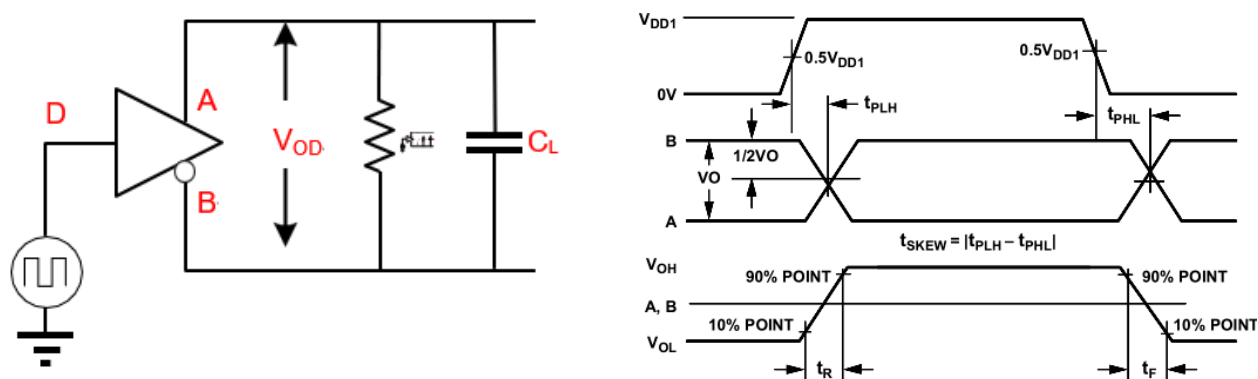 D
A
B
VOD
CL
VDD1
0.5VDD1
0.5VDD1
0V
tPLH
tPHL
B
1/2VO
VO
A
tSKEW = |tPLH – tPHL|
VOH
90% POINT
90% POINT
A, B
10% POINT
10% POINT
VOL
tR
tF